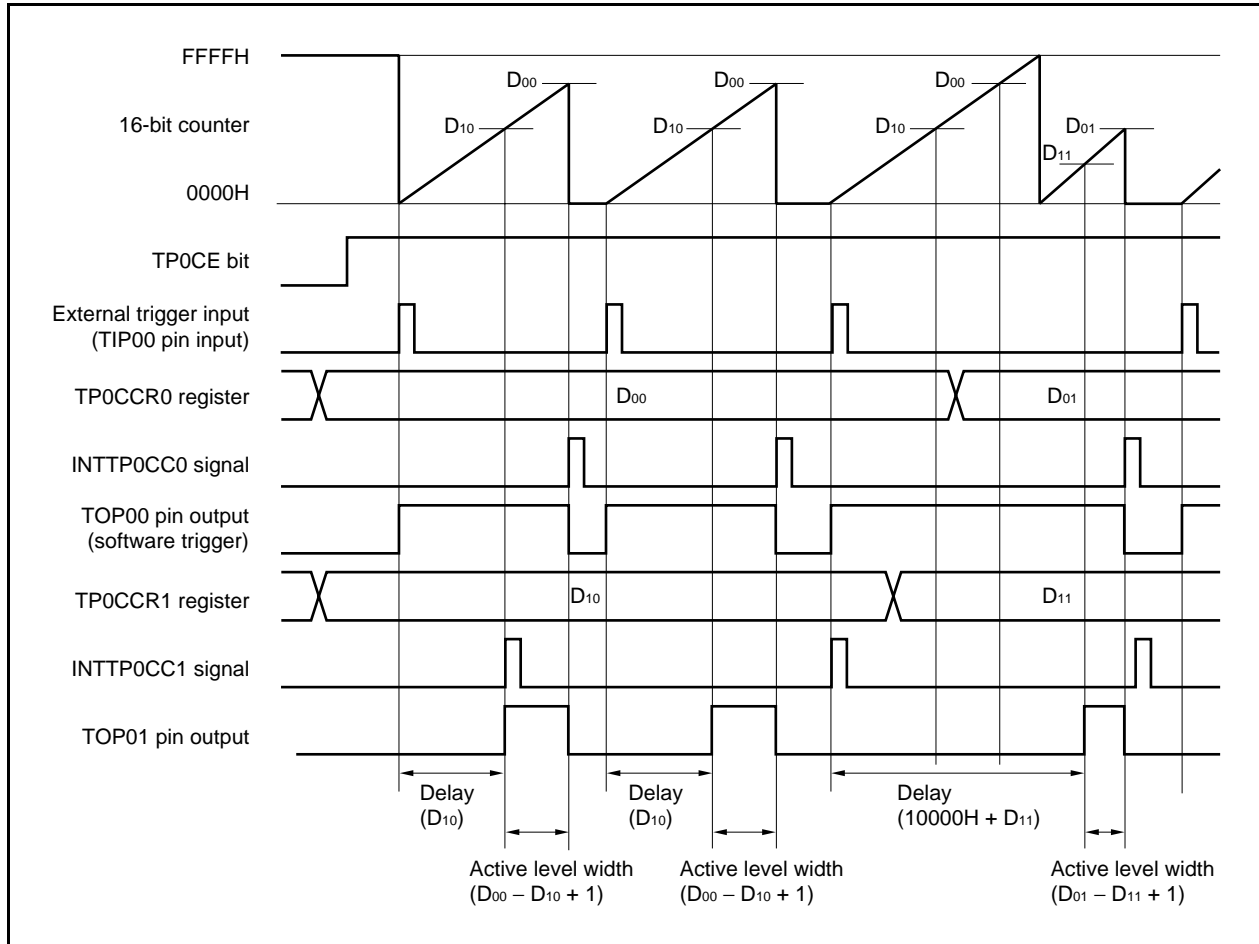 FFFFH
D00
D00
D00
16-bit counter
D10
D10
D10
D01
D11
0000H
TP0CE bit
External trigger input
(TIP00 pin input)
TP0CCR0 register
D00
D01
INTTP0CC0 signal
TOP00 pin output
(software trigger)
TP0CCR1 register
D10
D11
INTTP0CC1 signal
TOP01 pin output
Delay
(D10)
Delay
(D10)
Delay
(10000H + D11)
Active level width
(D00 − D10 + 1)
Active level width
(D00 − D10 + 1)
Active level width
(D01 − D11 + 1)